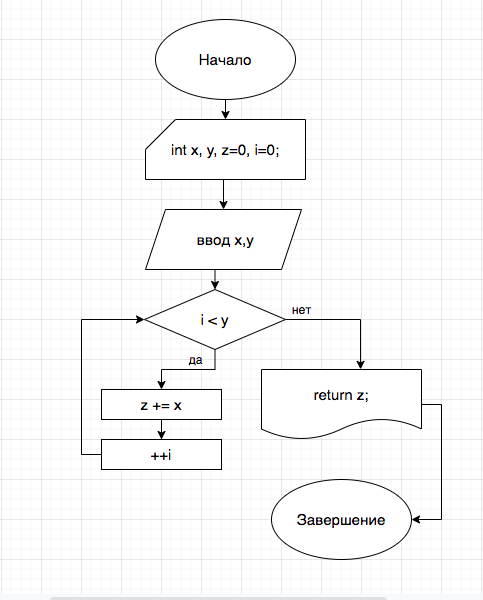 Начало
int x, y, z=0, i=0;
ввод x,y
i < y
нет
да
z += x
return z;
++i
Завершение